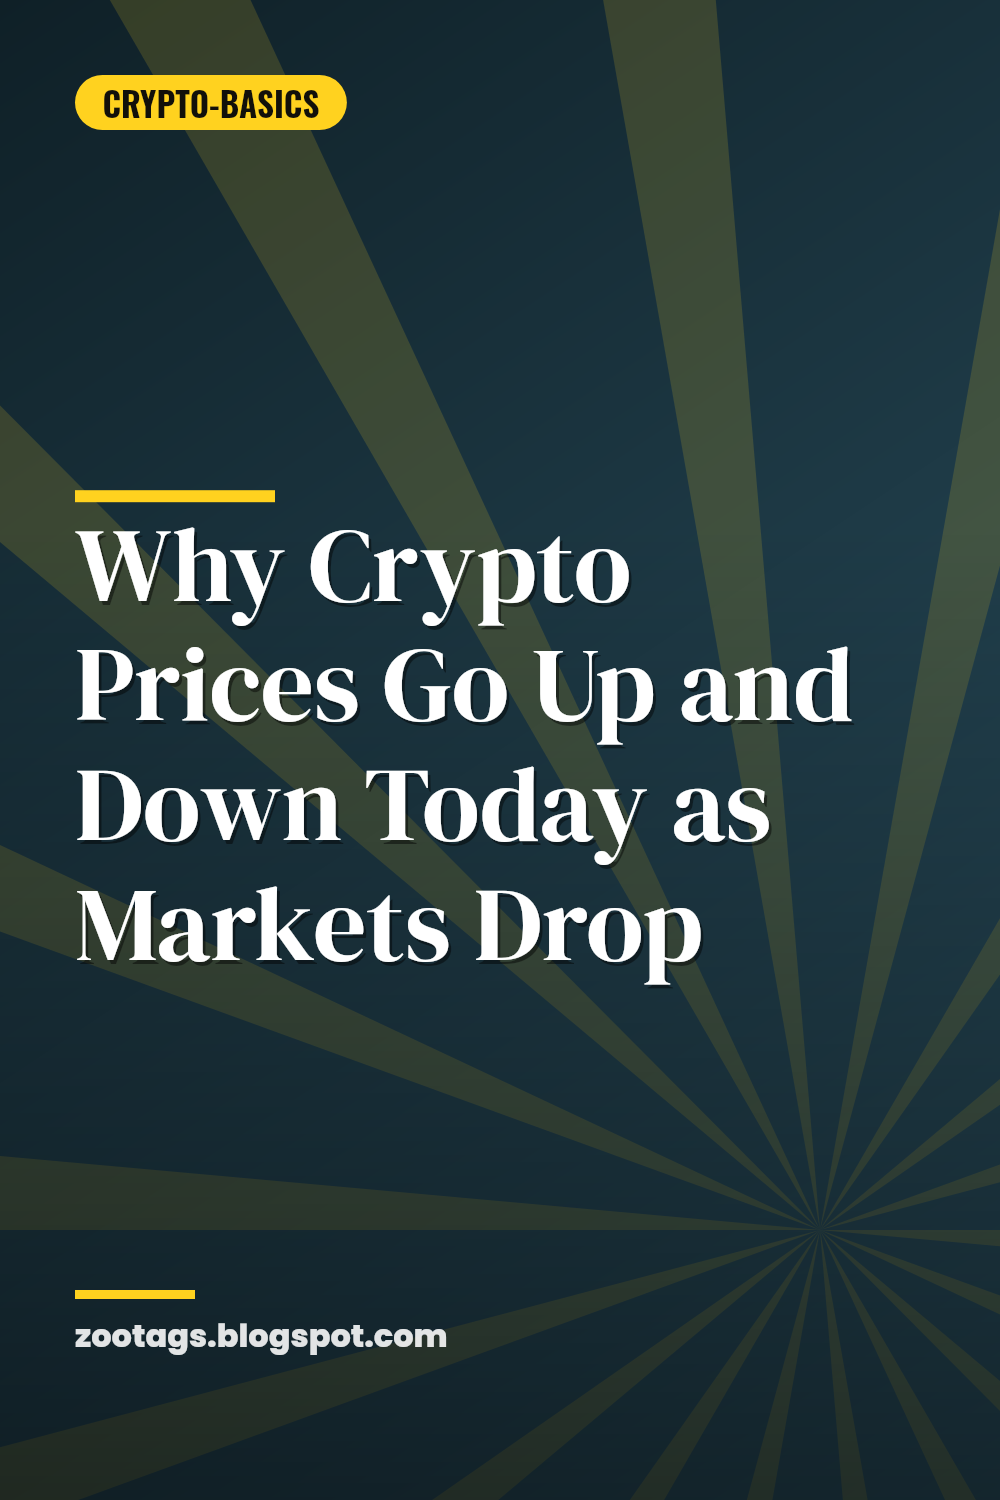 CRYPTO-BASICS
Why Crypto
Prices Go Up and
Down Today as
Markets Drop
zootags.blogspot.com